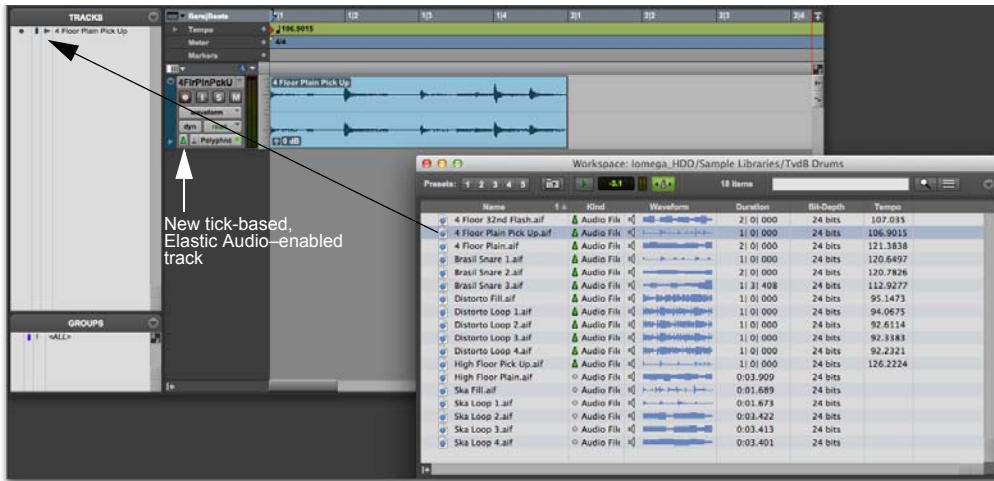 TRACKS
4 Floor Plain Pick Up
GROUPS
<ALL>
Bars|Beats 1|1 1|2 1|3 1|4 2|1 2|2 2|3 2|4
Tempo 106.9015
Meter 4/4
Markers
4FlrPlnPckU
I S M
waveform
dyn read
Polyphnc
4 Floor Plain Pick Up
0 dB
New tick-based,
Elastic Audio–enabled
track
Workspace: Iomega_HDD/Sample Libraries/TvdB Drums
Presets: 1 2 3 4 5 -3.1 18 items
Name 1 Kind Waveform Duration Bit-Depth Tempo
4 Floor 32nd Flash.aif Audio File 2| 0| 000 24 bits 107.035
4 Floor Plain Pick Up.aif Audio File 1| 0| 000 24 bits 106.9015
4 Floor Plain.aif Audio File 2| 0| 000 24 bits 121.3838
Brasil Snare 1.aif Audio File 1| 0| 000 24 bits 120.6497
Brasil Snare 2.aif Audio File 2| 0| 000 24 bits 120.7826
Brasil Snare 3.aif Audio File 1| 3| 408 24 bits 112.9277
Distorto Fill.aif Audio File 1| 0| 000 24 bits 95.1473
Distorto Loop 1.aif Audio File 1| 0| 000 24 bits 94.0675
Distorto Loop 2.aif Audio File 1| 0| 000 24 bits 92.6114
Distorto Loop 3.aif Audio File 1| 0| 000 24 bits 92.3383
Distorto Loop 4.aif Audio File 1| 0| 000 24 bits 92.2321
High Floor Pick Up.aif Audio File 1| 0| 000 24 bits 126.2224
High Floor Plain.aif Audio File 0:03.909 24 bits
Ska Fill.aif Audio File 0:01.689 24 bits
Ska Loop 1.aif Audio File 0:01.673 24 bits
Ska Loop 2.aif Audio File 0:03.422 24 bits
Ska Loop 3.aif Audio File 0:03.413 24 bits
Ska Loop 4.aif Audio File 0:03.401 24 bits